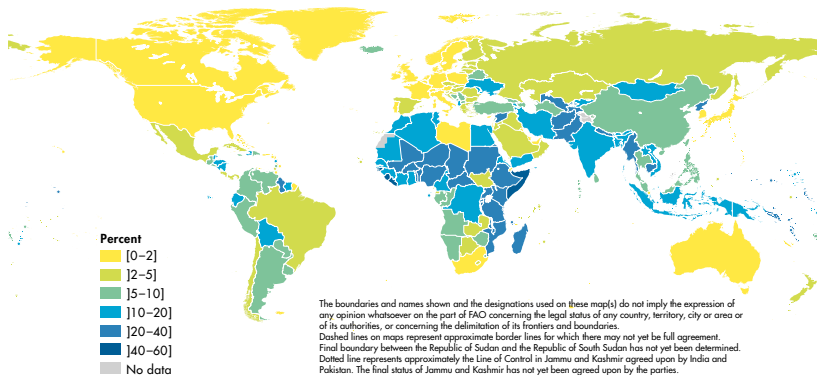 Percent
[0–2]
]2–5]
]5–10]
]10–20]
]20–40]
]40–60]
No data
The boundaries and names shown and the designations used on these map(s) do not imply the expression of
any opinion whatsoever on the part of FAO concerning the legal status of any country, territory, city or area or
of its authorities, or concerning the delimitation of its frontiers and boundaries.
Dashed lines on maps represent approximate border lines for which there may not yet be full agreement.
Final boundary between the Republic of Sudan and the Republic of South Sudan has not yet been determined.
Dotted line represents approximately the Line of Control in Jammu and Kashmir agreed upon by India and
Pakistan. The final status of Jammu and Kashmir has not yet been agreed upon by the parties.